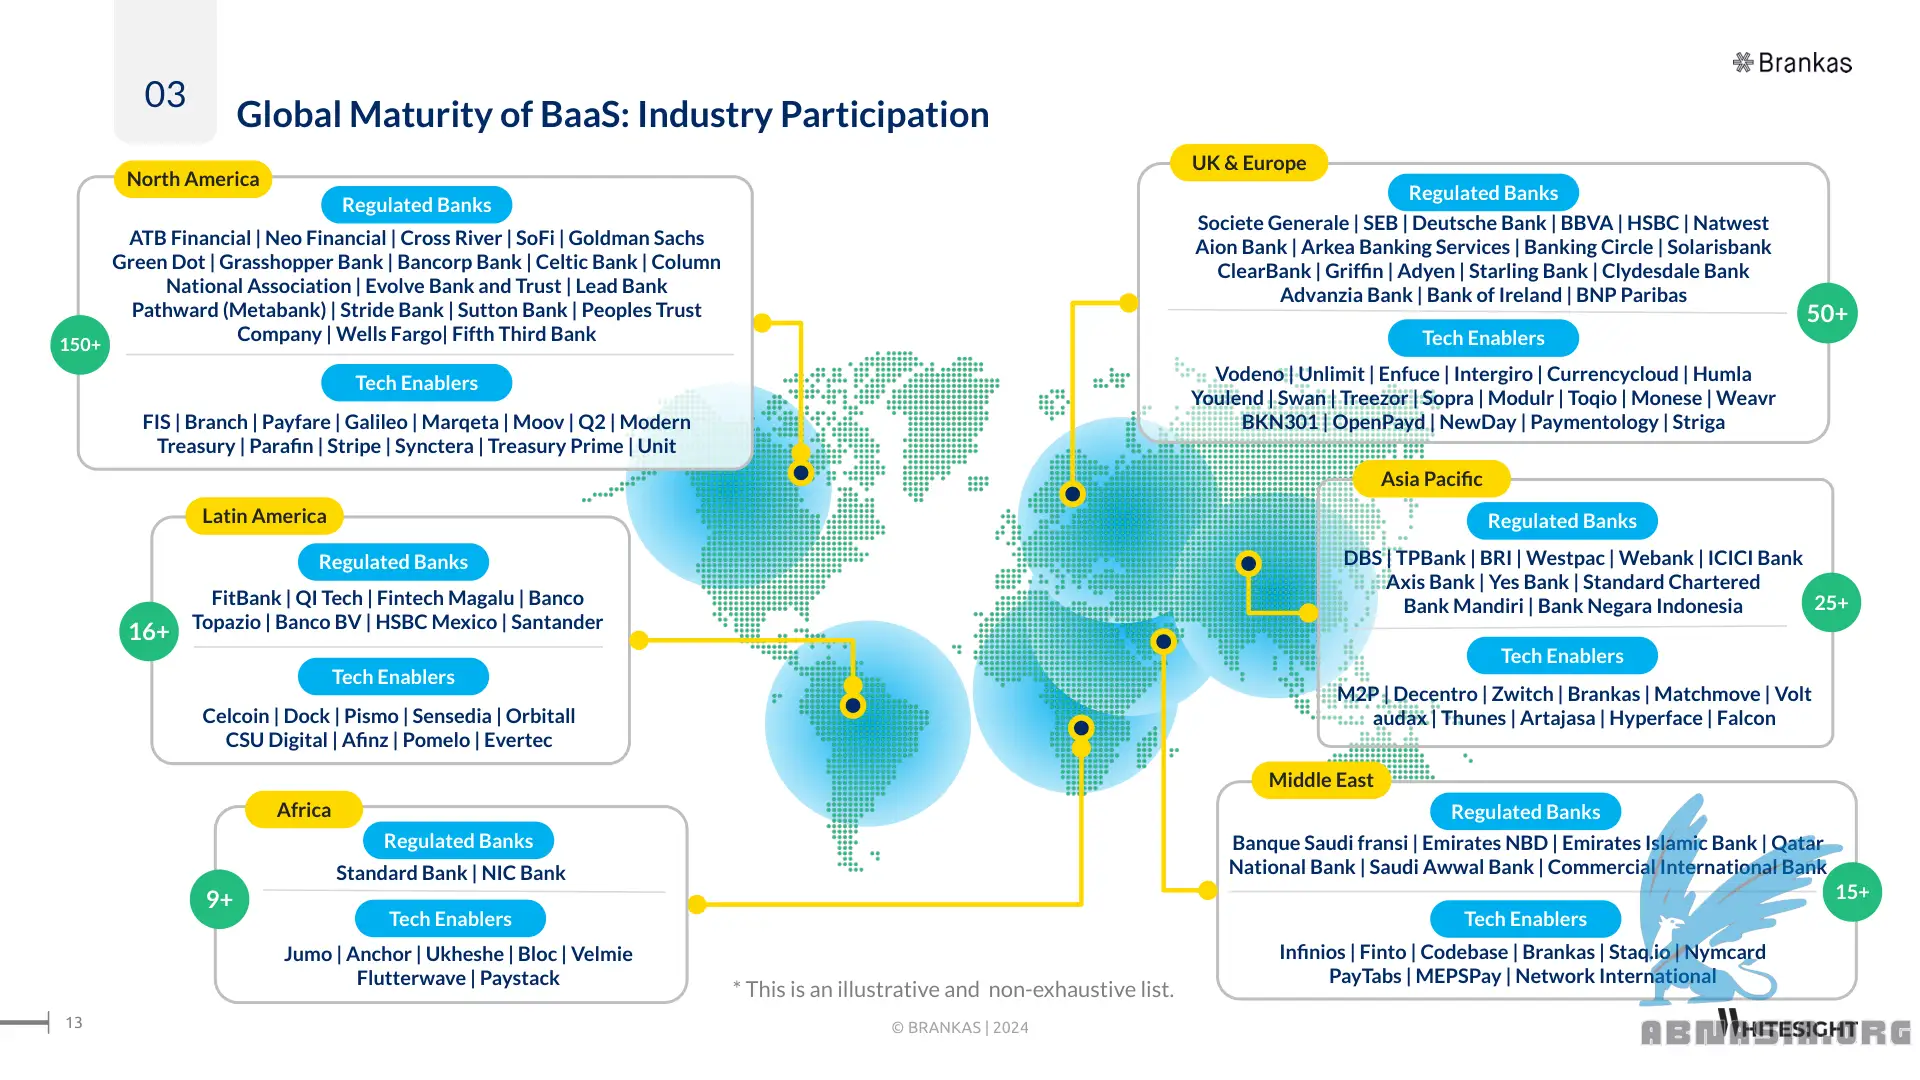 03
Brankas
Global Maturity of BaaS: Industry Participation
North America
Regulated Banks
ATB Financial | Neo Financial | Cross River | SoFi | Goldman Sachs
Green Dot | Grasshopper Bank | Bancorp Bank | Celtic Bank | Column
National Association | Evolve Bank and Trust | Lead Bank
Pathward (Metabank) | Stride Bank | Sutton Bank | Peoples Trust
Company | Wells Fargo| Fifth Third Bank
150+
Tech Enablers
FIS | Branch | Payfare | Galileo | Marqeta | Moov | Q2 | Modern
Treasury | Parafin | Stripe | Synctera | Treasury Prime | Unit
UK & Europe
Regulated Banks
Societe Generale | SEB | Deutsche Bank | BBVA | HSBC | Natwest
Aion Bank | Arkea Banking Services | Banking Circle | Solarisbank
ClearBank | Griffin | Adyen | Starling Bank | Clydesdale Bank
Advanzia Bank | Bank of Ireland | BNP Paribas
50+
Tech Enablers
Vodeno | Unlimit | Enfuce | Intergiro | Currencycloud | Humla
Youlend | Swan | Treezor | Sopra | Modulr | Toqio | Monese | Weavr
BKN301 | OpenPayd | NewDay | Paymentology | Striga
Latin America
Regulated Banks
FitBank | QI Tech | Fintech Magalu | Banco
Topazio | Banco BV | HSBC Mexico | Santander
16+
Tech Enablers
Celcoin | Dock | Pismo | Sensedia | Orbitall
CSU Digital | Afinz | Pomelo | Evertec
Asia Pacific
Regulated Banks
DBS | TPBank | BRI | Westpac | Webank | ICICI Bank
Axis Bank | Yes Bank | Standard Chartered
Bank Mandiri | Bank Negara Indonesia
25+
Tech Enablers
M2P | Decentro | Zwitch | Brankas | Matchmove | Volt
audax | Thunes | Artajasa | Hyperface | Falcon
Africa
Regulated Banks
Standard Bank | NIC Bank
9+
Tech Enablers
Jumo | Anchor | Ukheshe | Bloc | Velmie
Flutterwave | Paystack
Middle East
Regulated Banks
Banque Saudi fransi | Emirates NBD | Emirates Islamic Bank | Qatar
National Bank | Saudi Awwal Bank | Commercial International Bank
15+
Tech Enablers
Infinios | Finto | Codebase | Brankas | Staq.io | Nymcard
PayTabs | MEPSPay | Network International
* This is an illustrative and non-exhaustive list.
13
© BRANKAS | 2024
WHITESIGHT
ABNASIA.ORG